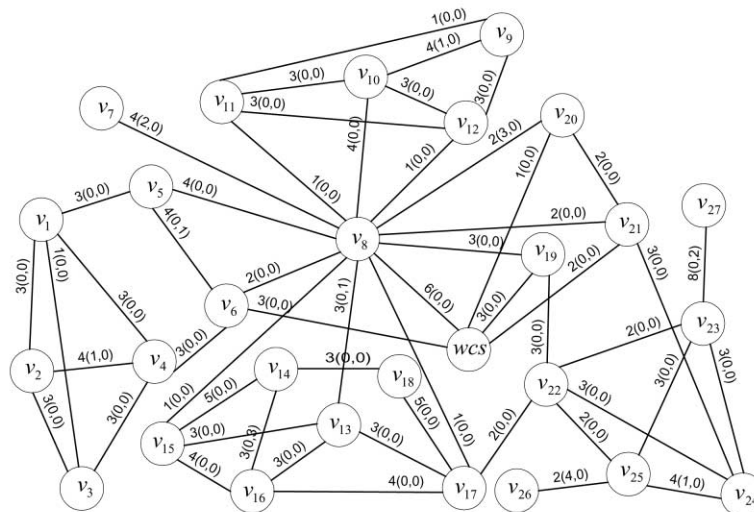 1(0,0)
v9
4(1,0)
3(0,0)
v10
3(0,0)
3(0,0)
v11
3(0,0)
v7
4(2,0)
v12
v20
4(0,0)
1(0,0)
2(3,0)
1(0,0)
2(0,0)
1(0,0)
v5
4(0,0)
3(0,0)
v1
4(0,1)
v8
2(0,0)
v21
v27
3(0,0)
v19
2(0,0)
8(0,2)
3(0,0)
1(0,0)
3(0,0)
2(0,0)
6(0,0)
3(0,0)
3(0,0)
v6
3(0,0)
3(0,1)
v23
2(0,0)
3(0,0)
wcs
3(0,0)
v2
4(1,0)
v4
3(0,0)
v14
3(0,0)
v18
v22
3(0,0)
3(0,0)
3(0,0)
3(0,0)
1(0,0)
5(0,0)
5(0,0)
1(0,0)
2(0,0)
2(0,0)
v15
3(0,0)
3(0,3)
v13
3(0,0)
3(0,0)
4(0,0)
v3
v16
4(0,0)
v17
v26
2(4,0)
v25
4(1,0)
v24